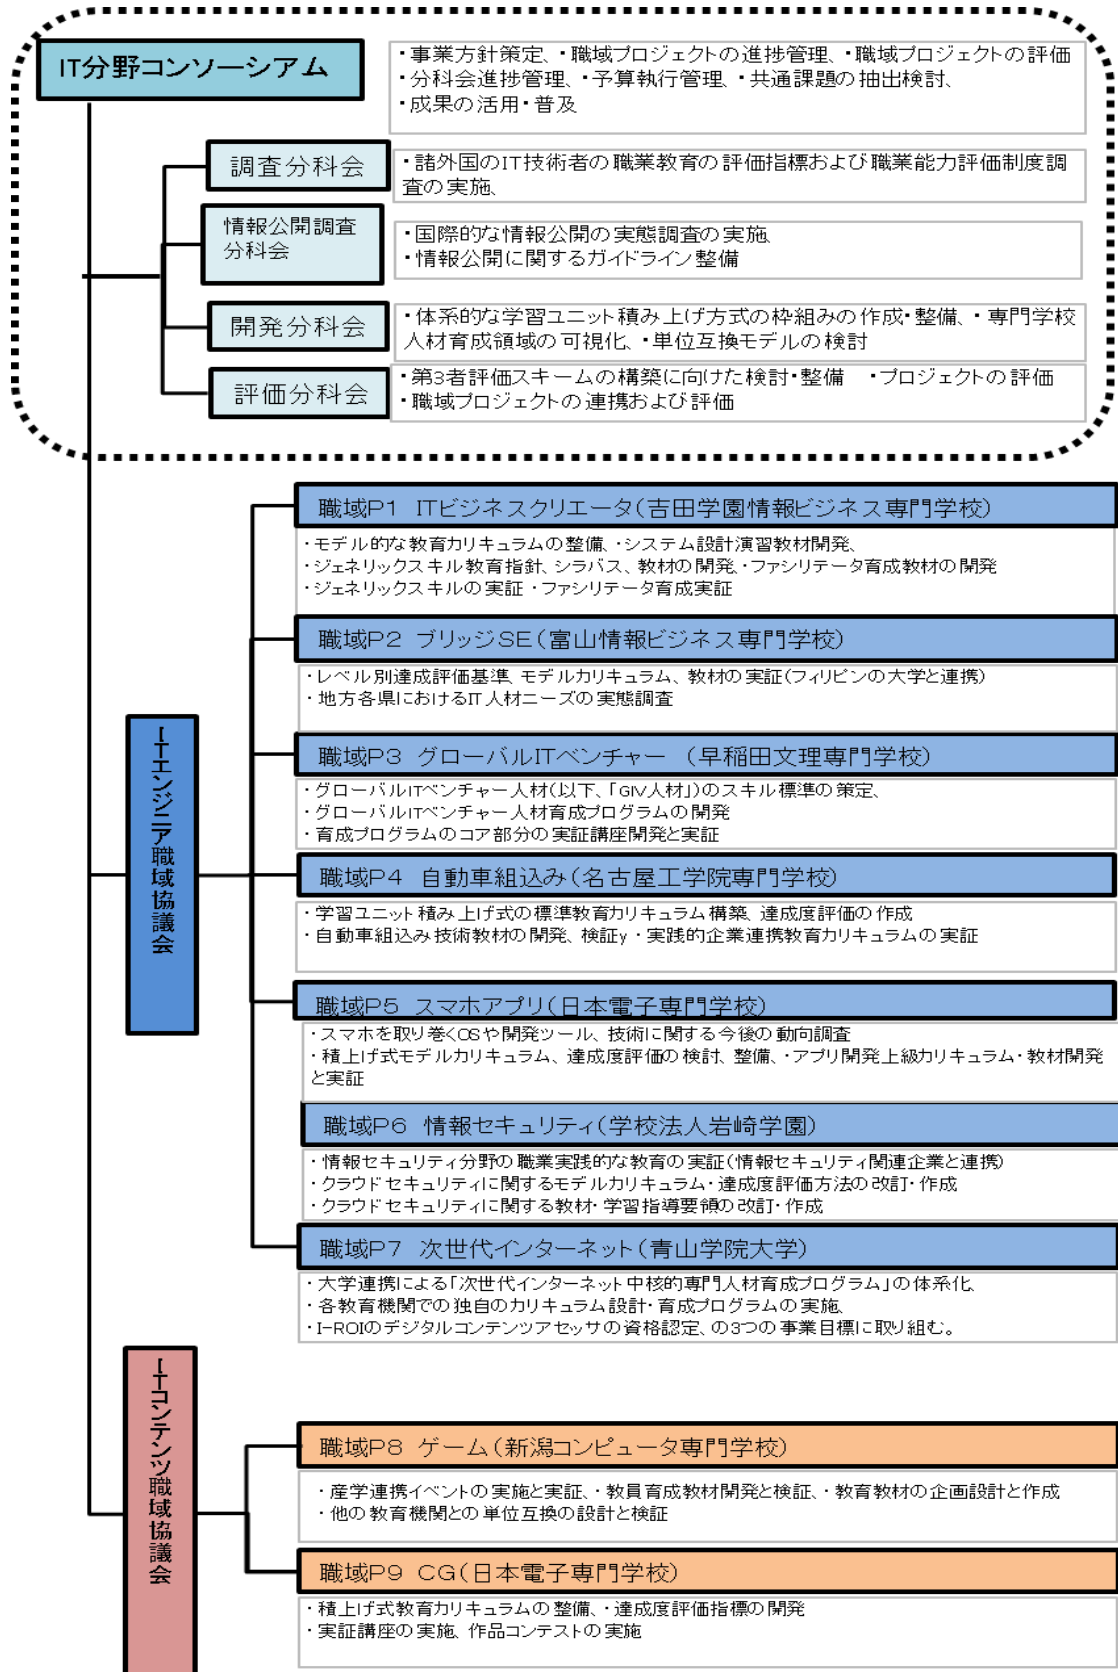 IT分野コンソーシアム
・事業方針策定、・職域プロジェクトの進捗管理、・職域プロジェクトの評価
・分科会進捗管理、・予算執行管理、・共通課題の抽出検討、
・成果の活用・普及
調査分科会
・諸外国のIT技術者の職業教育の評価指標および職業能力評価制度調
査の実施、
情報公開調査
分科会
・国際的な情報公開の実態調査の実施、
・情報公開に関するガイドライン整備
開発分科会
・体系的な学習ユニット積み上げ方式の枠組みの作成・整備、・専門学校
人材育成領域の可視化、・単位互換モデルの検討
評価分科会
・第3者評価スキームの構築に向けた検討・整備　・プロジェクトの評価
・職域プロジェクトの連携および評価
ITエンジニア職域協議会
職域P1 ITビジネスクリエータ(吉田学園情報ビジネス専門学校)
・モデル的な教育カリキュラムの整備、・システム設計演習教材開発、
・ジェネリックスキル教育指針、シラバス、教材の開発、・ファシリテータ育成教材の開発
・ジェネリックスキルの実証 ・ファシリテータ育成実証
職域P2 ブリッジSE(富山情報ビジネス専門学校)
・レベル別達成評価基準、モデルカリキュラム、教材の実証(フィリピンの大学と連携)
・地方各県におけるIT人材ニーズの実態調査
職域P3 グローバルITベンチャー (早稲田文理専門学校)
・グローバルITベンチャー人材(以下、「GIV人材」)のスキル標準の策定、
・グローバルITベンチャー人材育成プログラムの開発
・育成プログラムのコア部分の実証講座開発と実証
職域P4 自動車組込み(名古屋工学院専門学校)
・学習ユニット積み上げ式の標準教育カリキュラム構築、達成度評価の作成
・自動車組込み技術教材の開発、検証y ・実践的企業連携教育カリキュラムの実証
職域P5 スマホアプリ(日本電子専門学校)
・スマホを取り巻くOSや開発ツール、技術に関する今後の動向調査
・積上げ式モデルカリキュラム、達成度評価の検討、整備、・アプリ開発上級カリキュラム・教材開発
と実証
職域P6 情報セキュリティ(学校法人岩崎学園)
・情報セキュリティ分野の職業実践的な教育の実証(情報セキュリティ関連企業と連携)
・クラウドセキュリティに関するモデルカリキュラム・達成度評価方法の改訂・作成
・クラウドセキュリティに関する教材・学習指導要領の改訂・作成
職域P7 次世代インターネット(青山学院大学)
・大学連携による「次世代インターネット中核的専門人材育成プログラム」の体系化、
・各教育機関での独自のカリキュラム設計・育成プログラムの実施、
・I-ROIのデジタルコンテンツアセッサの資格認定、の3つの事業目標に取り組む。
ITコンテンツ職域協議会
職域P8 ゲーム(新潟コンピュータ専門学校)
・産学連携イベントの実施と実証、・教員育成教材開発と検証、・教育教材の企画設計と作成
・他の教育機関との単位互換の設計と検証
職域P9 CG(日本電子専門学校)
・積上げ式教育カリキュラムの整備、・達成度評価指標の開発
・実証講座の実施、作品コンテストの実施